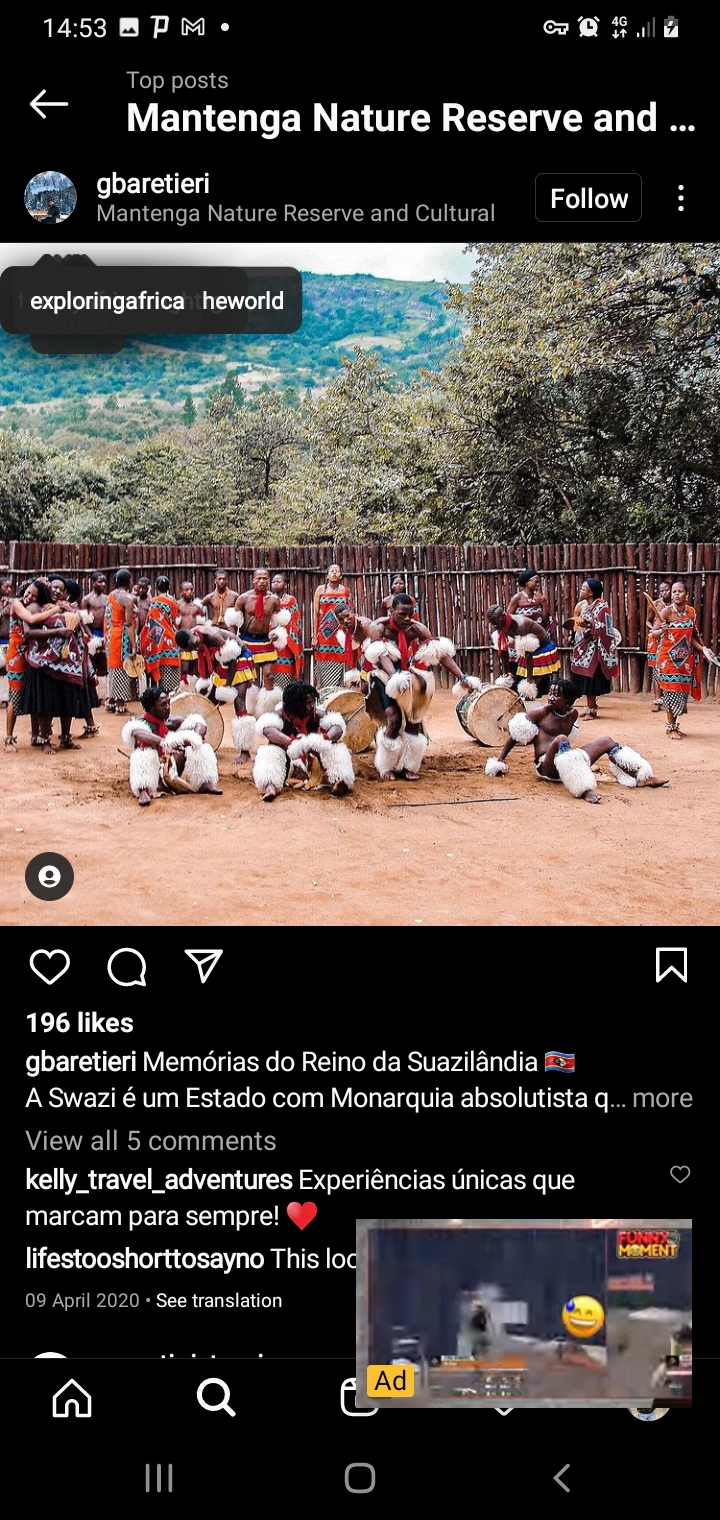 14:53
4G
Top posts
Mantenga Nature Reserve and ...
gbaretieri
Mantenga Nature Reserve and Cultural
Follow
exploringafrica heworld
196 likes
gbaretieri Memórias do Reino da Suazilândia 🇸🇿
A Swazi é um Estado com Monarquia absolutista q... more
View all 5 comments
kelly_travel_adventures Experiências únicas que
marcam para sempre! ♥️
lifestooshorttosayno This loo
FUNNY
MOMENT
09 April 2020 • See translation
Ad